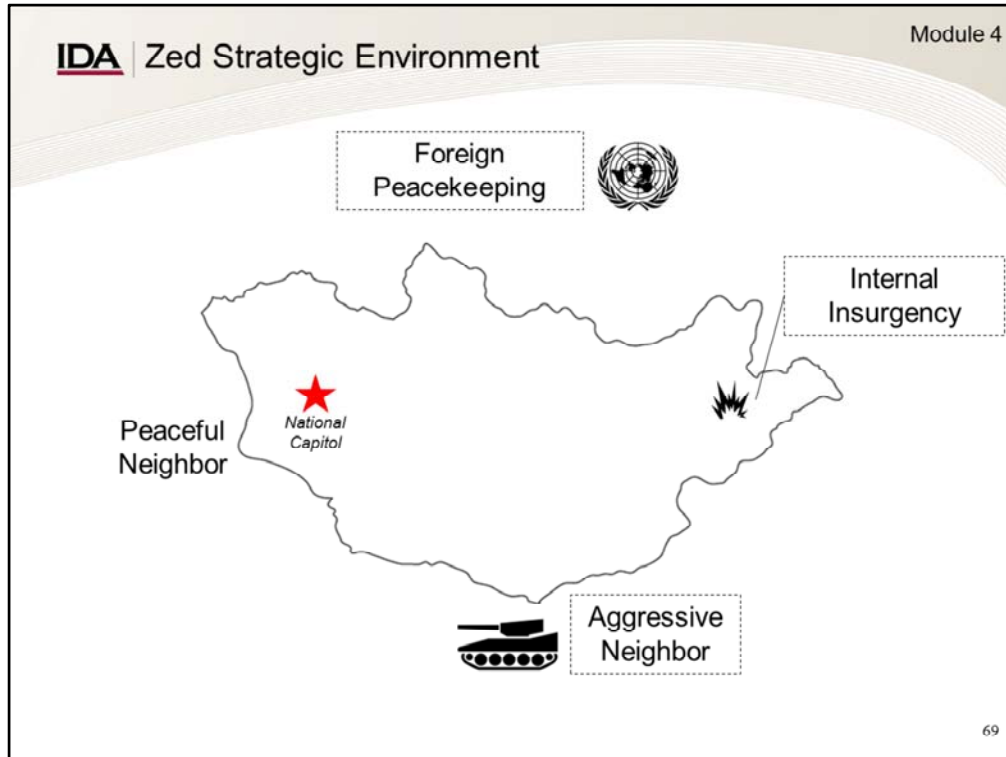 Module 4
IDA Zed Strategic Environment
Foreign
Peacekeeping
Internal
Insurgency
National
Capitol
Peaceful
Neighbor
Aggressive
Neighbor
69